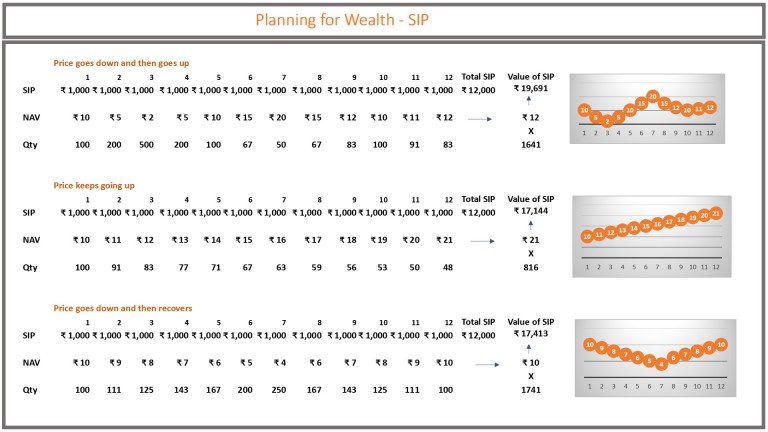 Planning for Wealth - SIP
Price goes down and then goes up
1 2 3 4 5 6 7 8 9 10 11 12 Total SIP Value of SIP
SIP ₹ 1,000 ₹ 1,000 ₹ 1,000 ₹ 1,000 ₹ 1,000 ₹ 1,000 ₹ 1,000 ₹ 1,000 ₹ 1,000 ₹ 1,000 ₹ 1,000 ₹ 1,000 ₹ 12,000 ₹ 19,691
NAV ₹ 10 ₹ 5 ₹ 2 ₹ 5 ₹ 10 ₹ 15 ₹ 20 ₹ 15 ₹ 12 ₹ 10 ₹ 11 ₹ 12 ₹ 12
X
Qty 100 200 500 200 100 67 50 67 83 100 91 83 1641
10 5 2 5 10 15 20 15 12 10 11 12
1 2 3 4 5 6 7 8 9 10 11 12
Price keeps going up
1 2 3 4 5 6 7 8 9 10 11 12 Total SIP Value of SIP
SIP ₹ 1,000 ₹ 1,000 ₹ 1,000 ₹ 1,000 ₹ 1,000 ₹ 1,000 ₹ 1,000 ₹ 1,000 ₹ 1,000 ₹ 1,000 ₹ 1,000 ₹ 1,000 ₹ 12,000 ₹ 17,144
NAV ₹ 10 ₹ 11 ₹ 12 ₹ 13 ₹ 14 ₹ 15 ₹ 16 ₹ 17 ₹ 18 ₹ 19 ₹ 20 ₹ 21 ₹ 21
X
Qty 100 91 83 77 71 67 63 59 56 53 50 48 816
10 11 12 13 14 15 16 17 18 19 20 21
1 2 3 4 5 6 7 8 9 10 11 12
Price goes down and then recovers
1 2 3 4 5 6 7 8 9 10 11 12 Total SIP Value of SIP
SIP ₹ 1,000 ₹ 1,000 ₹ 1,000 ₹ 1,000 ₹ 1,000 ₹ 1,000 ₹ 1,000 ₹ 1,000 ₹ 1,000 ₹ 1,000 ₹ 1,000 ₹ 1,000 ₹ 12,000 ₹ 17,413
NAV ₹ 10 ₹ 9 ₹ 8 ₹ 7 ₹ 6 ₹ 5 ₹ 4 ₹ 6 ₹ 7 ₹ 8 ₹ 9 ₹ 10 ₹ 10
X
Qty 100 111 125 143 167 200 250 167 143 125 111 100 1741
10 9 8 7 6 5 4 6 7 8 9 10
1 2 3 4 5 6 7 8 9 10 11 12